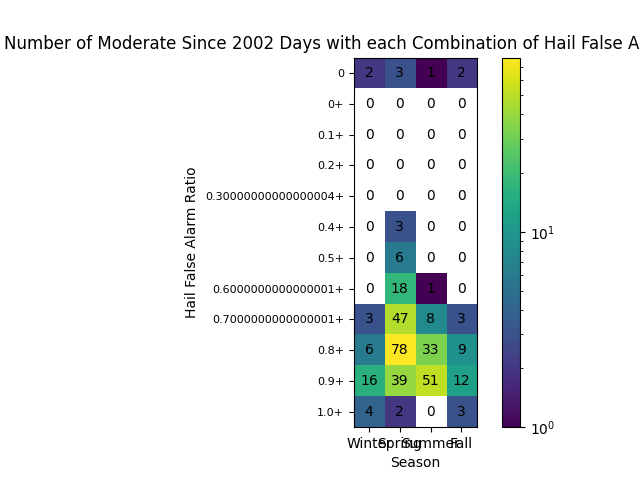 Number of Moderate Since 2002 Days with each Combination of Hail False A
Hail False Alarm Ratio
0 2 3 1 2
0+ 0 0 0 0
0.1+ 0 0 0 0
0.2+ 0 0 0 0
0.30000000000000004+ 0 0 0 0
0.4+ 0 3 0 0
0.5+ 0 6 0 0
0.6000000000000001+ 0 18 1 0
0.7000000000000001+ 3 47 8 3
0.8+ 6 78 33 9
0.9+ 16 39 51 12
1.0+ 4 2 0 3
Winter Spring Summer Fall
Season
10^1
10^0